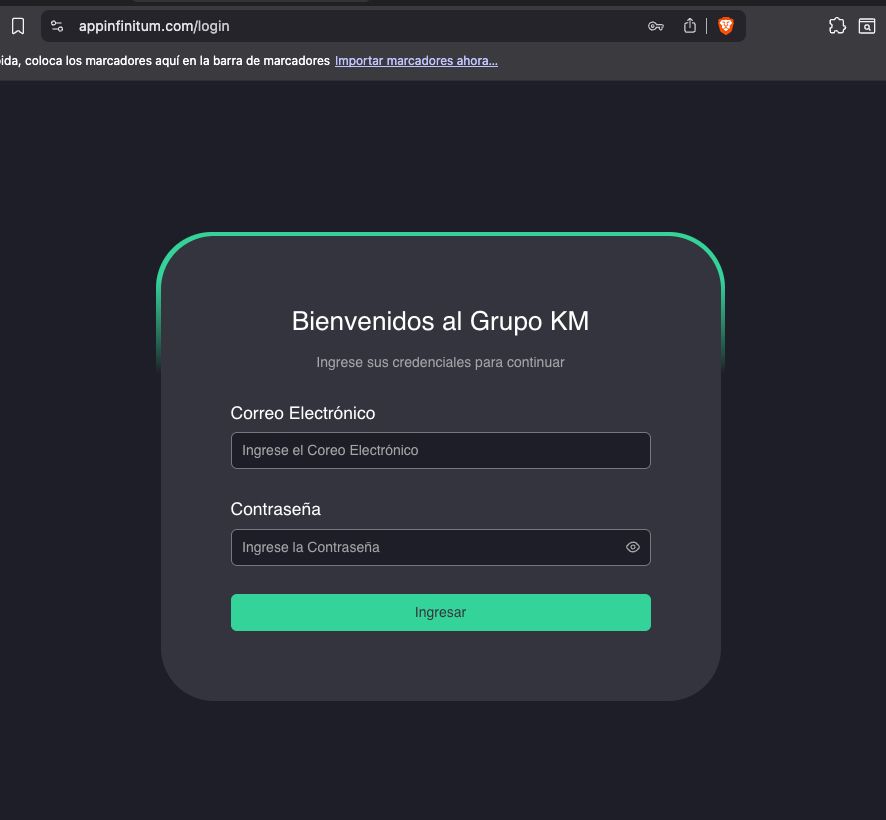 appinfinitum.com/login
ida, coloca los marcadores aquí en la barra de marcadores Importar marcadores ahora...
Bienvenidos al Grupo KM
Ingrese sus credenciales para continuar
Correo Electrónico
Ingrese el Coreo Electrónico
Contraseña
Ingrese la Contraseña
Ingresar